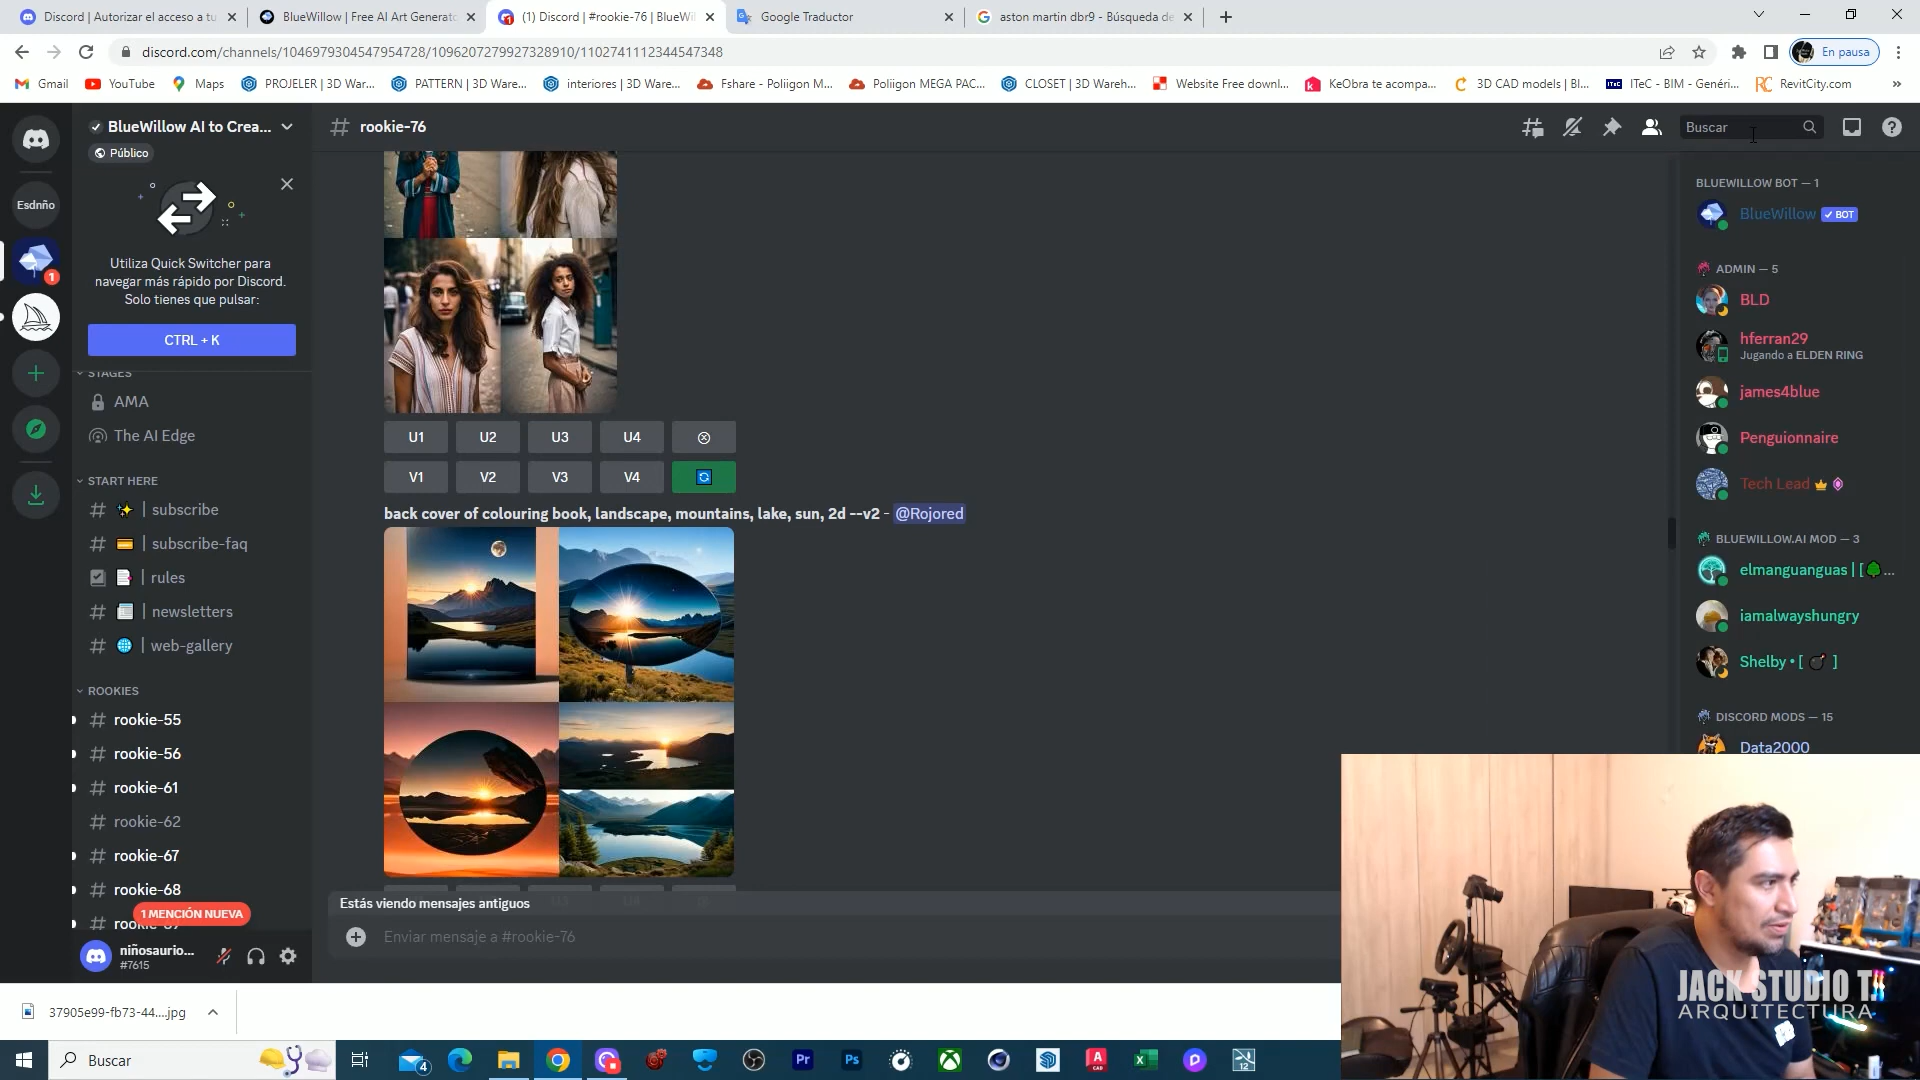 Discord | Autorizar el acceso a tu
BlueWillow | Free AI Art Generato
(1) Discord | #rookie-76 | BlueWil
Google Traductor
aston martin dbr9 - Búsqueda de
discord.com/channels/1046979304547954728/1096207279927328910/1102741112344547348
En pausa
Gmail
YouTube
Maps
PROJELER | 3D War...
PATTERN | 3D Ware...
interiores | 3D Ware...
Fshare - Poliigon M...
Poliigon MEGA PAC...
CLOSET | 3D Wareh...
Website Free downl...
KeObra te acompa...
3D CAD models | Bl...
ITeC - BIM - Genéri...
RevitCity.com
»
BlueWillow AI to Crea...
Público
Esdnño
1
Utiliza Quick Switcher para
navegar más rápido por Discord.
Solo tienes que pulsar:
CTRL + K
STAGES
AMA
The AI Edge
START HERE
# | subscribe
# | subscribe-faq
| rules
# | newsletters
# | web-gallery
ROOKIES
# rookie-55
# rookie-56
# rookie-61
# rookie-62
# rookie-67
# rookie-68
1 MENCIÓN NUEVA
niñosaurio...
#7615
# rookie-76
Buscar
U1 U2 U3 U4
V1 V2 V3 V4
back cover of colouring book, landscape, mountains, lake, sun, 2d --v2 - @Rojored
Estás viendo mensajes antiguos
Enviar mensaje a #rookie-76
BLUEWILLOW BOT — 1
BlueWillow BOT
ADMIN — 5
BLD
hferran29
Jugando a ELDEN RING
james4blue
Penguionnaire
Tech Lead
BLUEWILLOW.AI MOD — 3
elmanguanguas | [ ...
iamalwayshungry
Shelby • [ ]
DISCORD MODS — 15
Data2000
JACK STUDIO T.
ARQUITECTURA
37905e99-fb73-44....jpg
Buscar
4
Pr
Ps
A
CAD
12